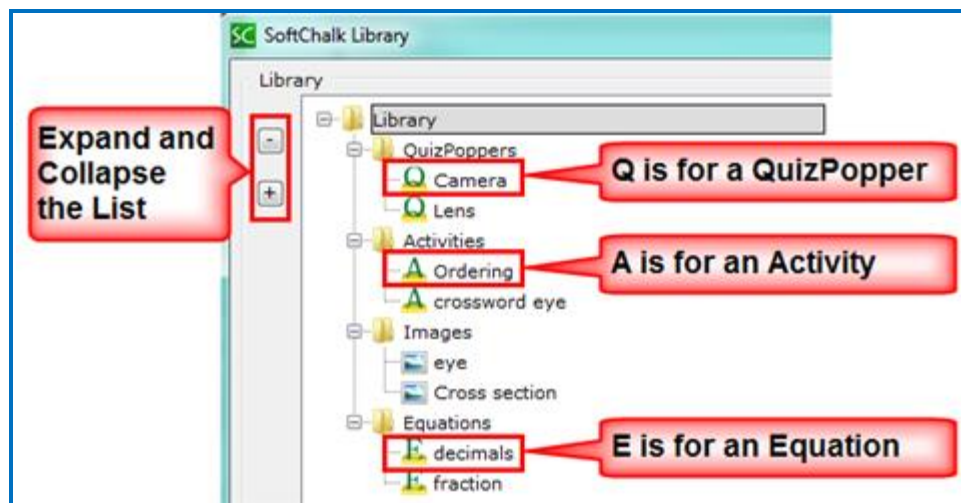 SC SoftChalk Library
Library
Expand and
Collapse
the List
-
+
Library
QuizPoppers
Q Camera
Q is for a QuizPopper
Q Lens
Activities
A Ordering
A is for an Activity
A crossword eye
Images
eye
Cross section
Equations
E decimals
E is for an Equation
E fraction